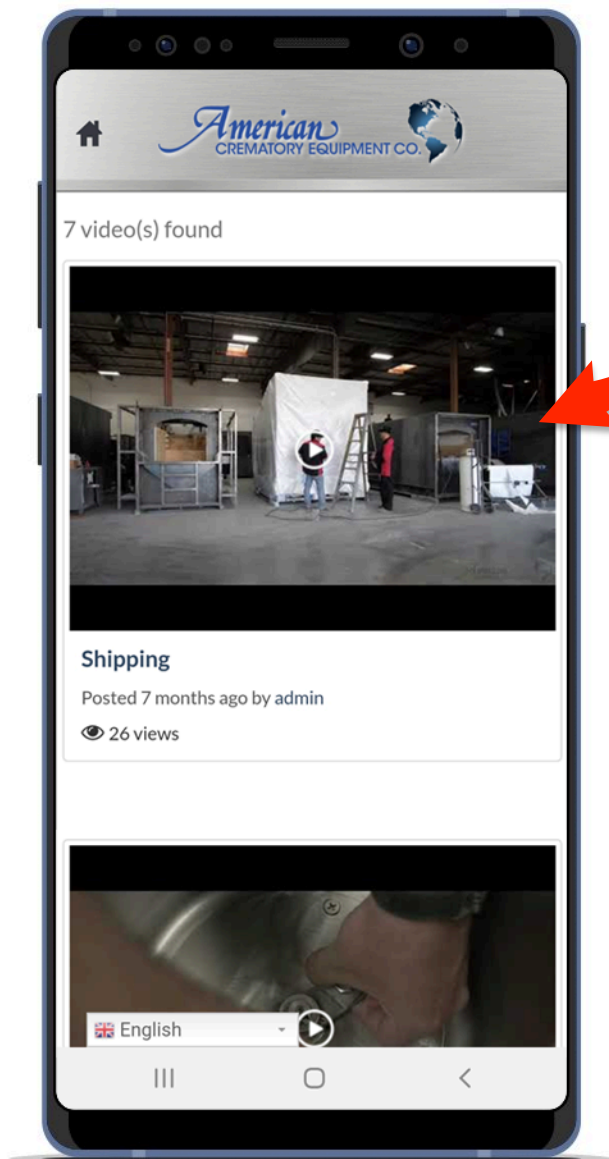 American
CREMATORY EQUIPMENT CO.
7 video(s) found
Shipping
Posted 7 months ago by admin
26 views
English